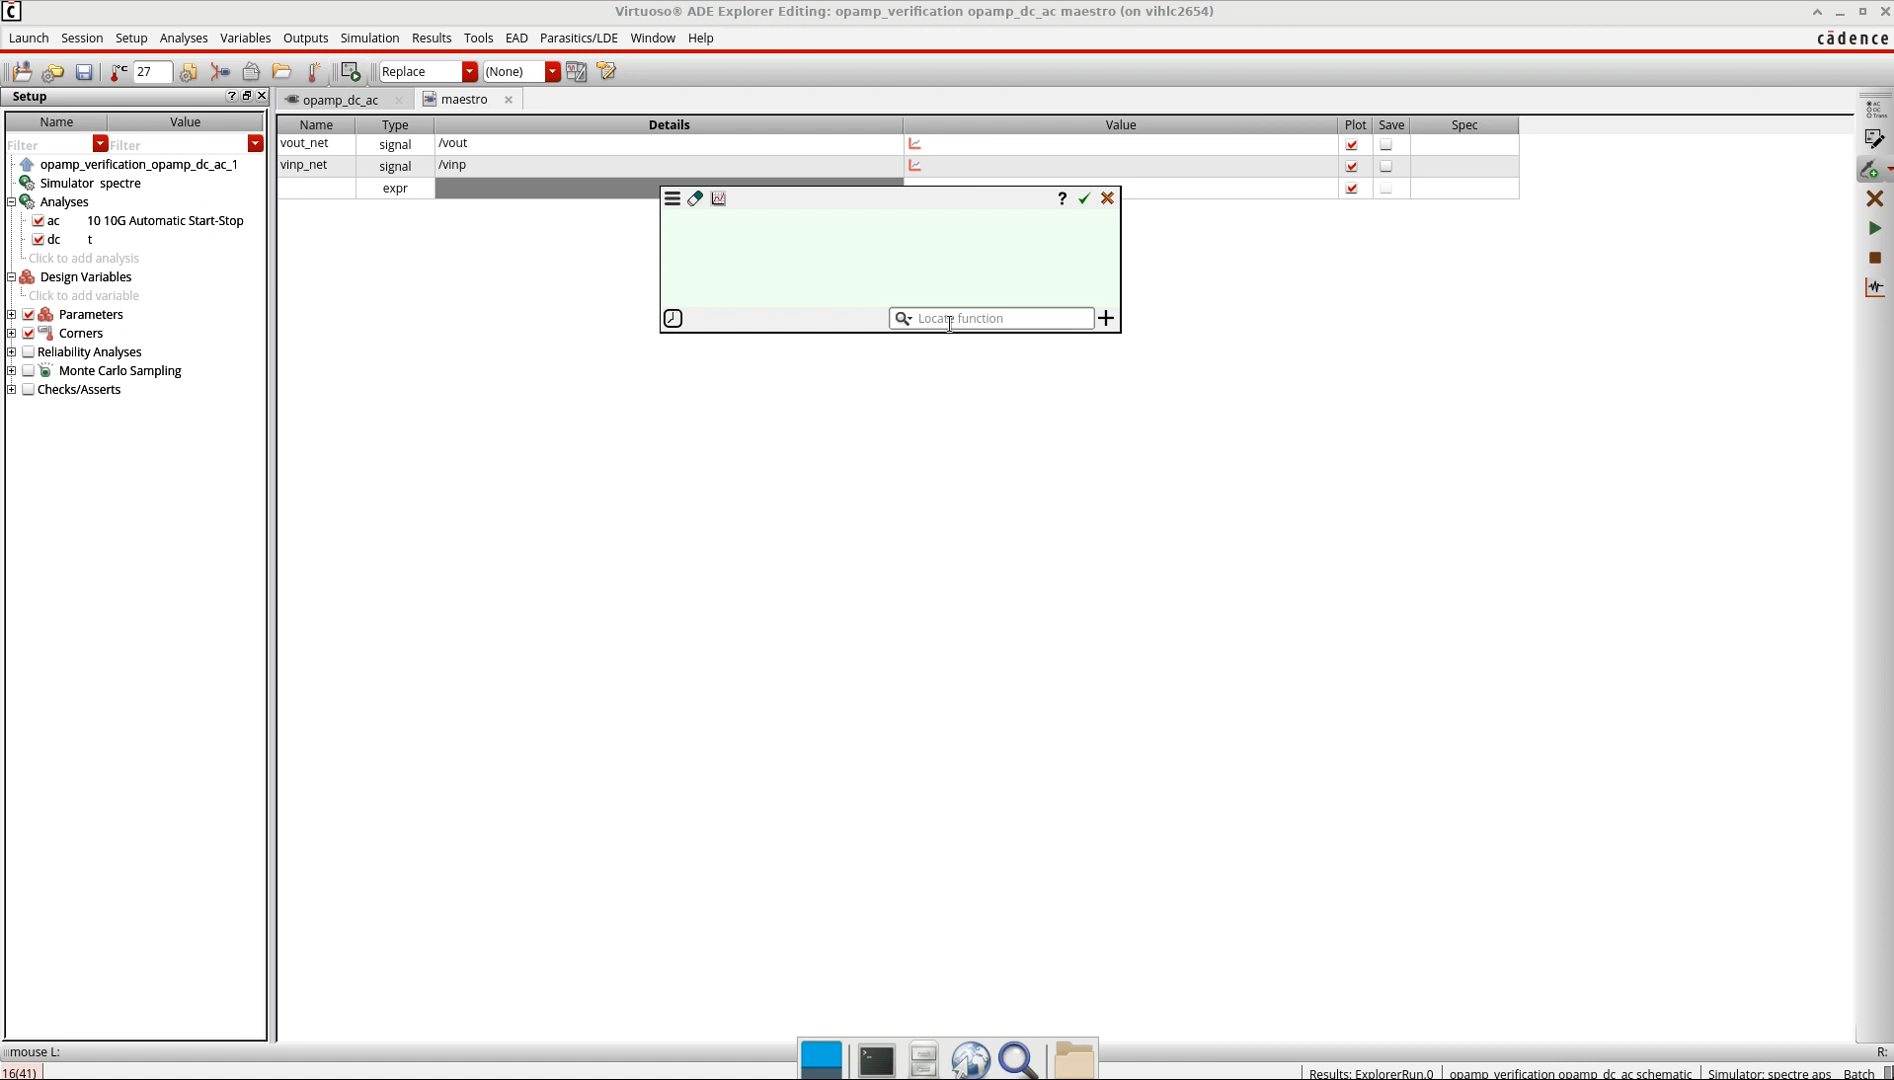 Virtuoso® ADE Explorer Editing: opamp_verification opamp_dc_ac maestro (on vihlc2654)
Launch Session Setup Analyses Variables Outputs Simulation Results Tools EAD Parasitics/LDE Window Help cādence
°C 27 Replace (None)
Setup ? opamp_dc_ac maestro
Name Value
Filter Filter
opamp_verification_opamp_dc_ac_1
Simulator spectre
Analyses
ac 10 10G Automatic Start-Stop
dc t
Click to add analysis
Design Variables
Click to add variable
Parameters
Corners
Reliability Analyses
Monte Carlo Sampling
Checks/Asserts
Name Type Details Value Plot Save Spec
vout_net signal /vout
vinp_net signal /vinp
expr
?
Locate function
AC
DC
Trans
mouse L: R:
16(41) Results: ExplorerRun.0 opamp_verification opamp_dc_ac schematic Simulator: spectre aps Batch